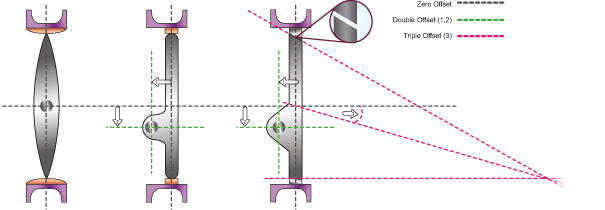 Zero Offset
Double Offset (1,2)
Triple Offset (3)